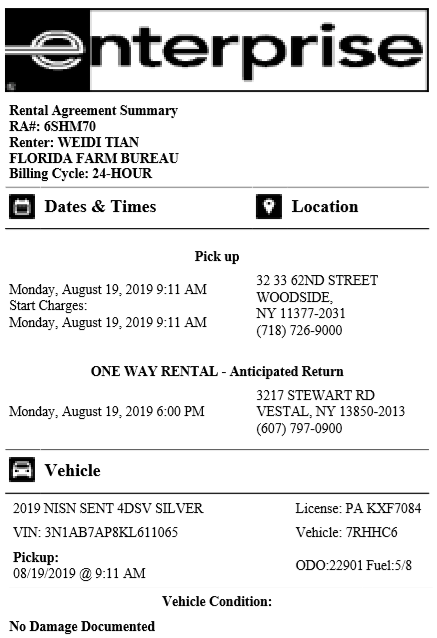 enterprise
Rental Agreement Summary
RA#: 6SHM70
Renter: WEIDI TIAN
FLORIDA FARM BUREAU
Billing Cycle: 24-HOUR
Dates & Times
Location
Pick up
Monday, August 19, 2019 9:11 AM
Start Charges:
Monday, August 19, 2019 9:11 AM
32 33 62ND STREET
WOODSIDE,
NY 11377-2031
(718) 726-9000
ONE WAY RENTAL - Anticipated Return
Monday, August 19, 2019 6:00 PM
3217 STEWART RD
VESTAL, NY 13850-2013
(607) 797-0900
Vehicle
2019 NISN SENT 4DSV SILVER
License: PA KXF7084
VIN: 3N1AB7AP8KL611065
Vehicle: 7RHHC6
Pickup:
08/19/2019 @ 9:11 AM
ODO:22901 Fuel:5/8
Vehicle Condition:
No Damage Documented